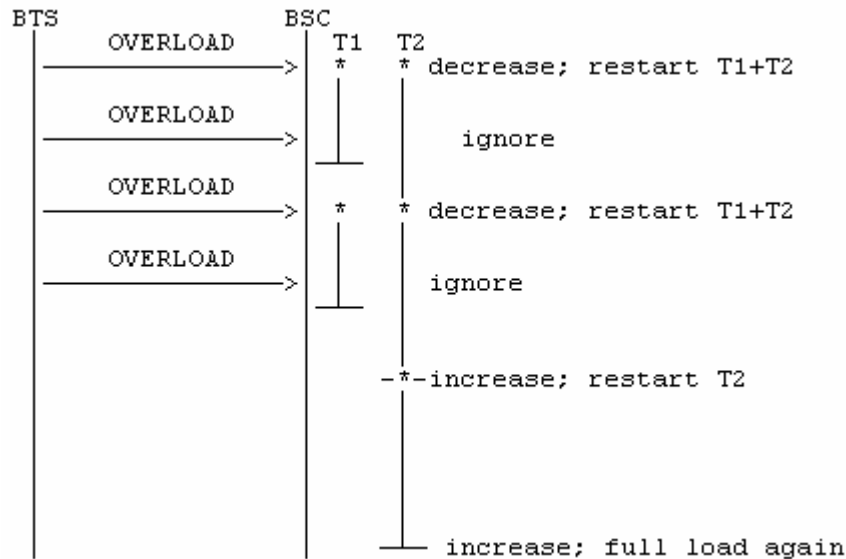 BTS BSC
OVERLOAD T1 T2
* * decrease; restart T1+T2
OVERLOAD
ignore
OVERLOAD
* * decrease; restart T1+T2
OVERLOAD
ignore
-*-increase; restart T2
increase; full load again